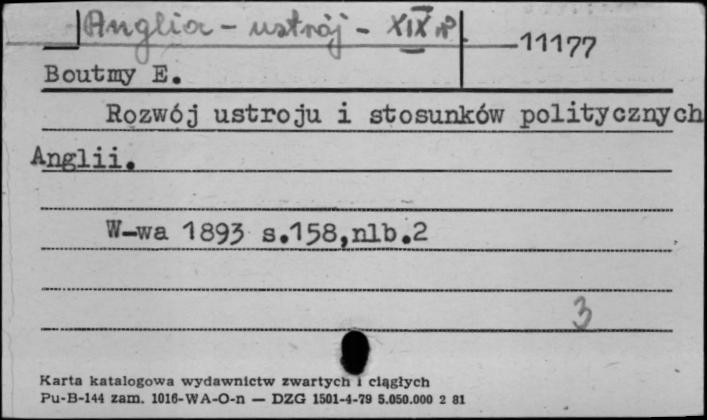 Anglia - ustrój - XIX w
11177
Boutmy E.
Rozwój ustroju i stosunków politycznych
Anglii.
W-wa 1893 s.158,nlb.2
3
Karta katalogowa wydawnictw zwartych i ciągłych
Pu-B-144 zam. 1016-WA-O-n — DZG 1501-4-79 5.050.000 2 81